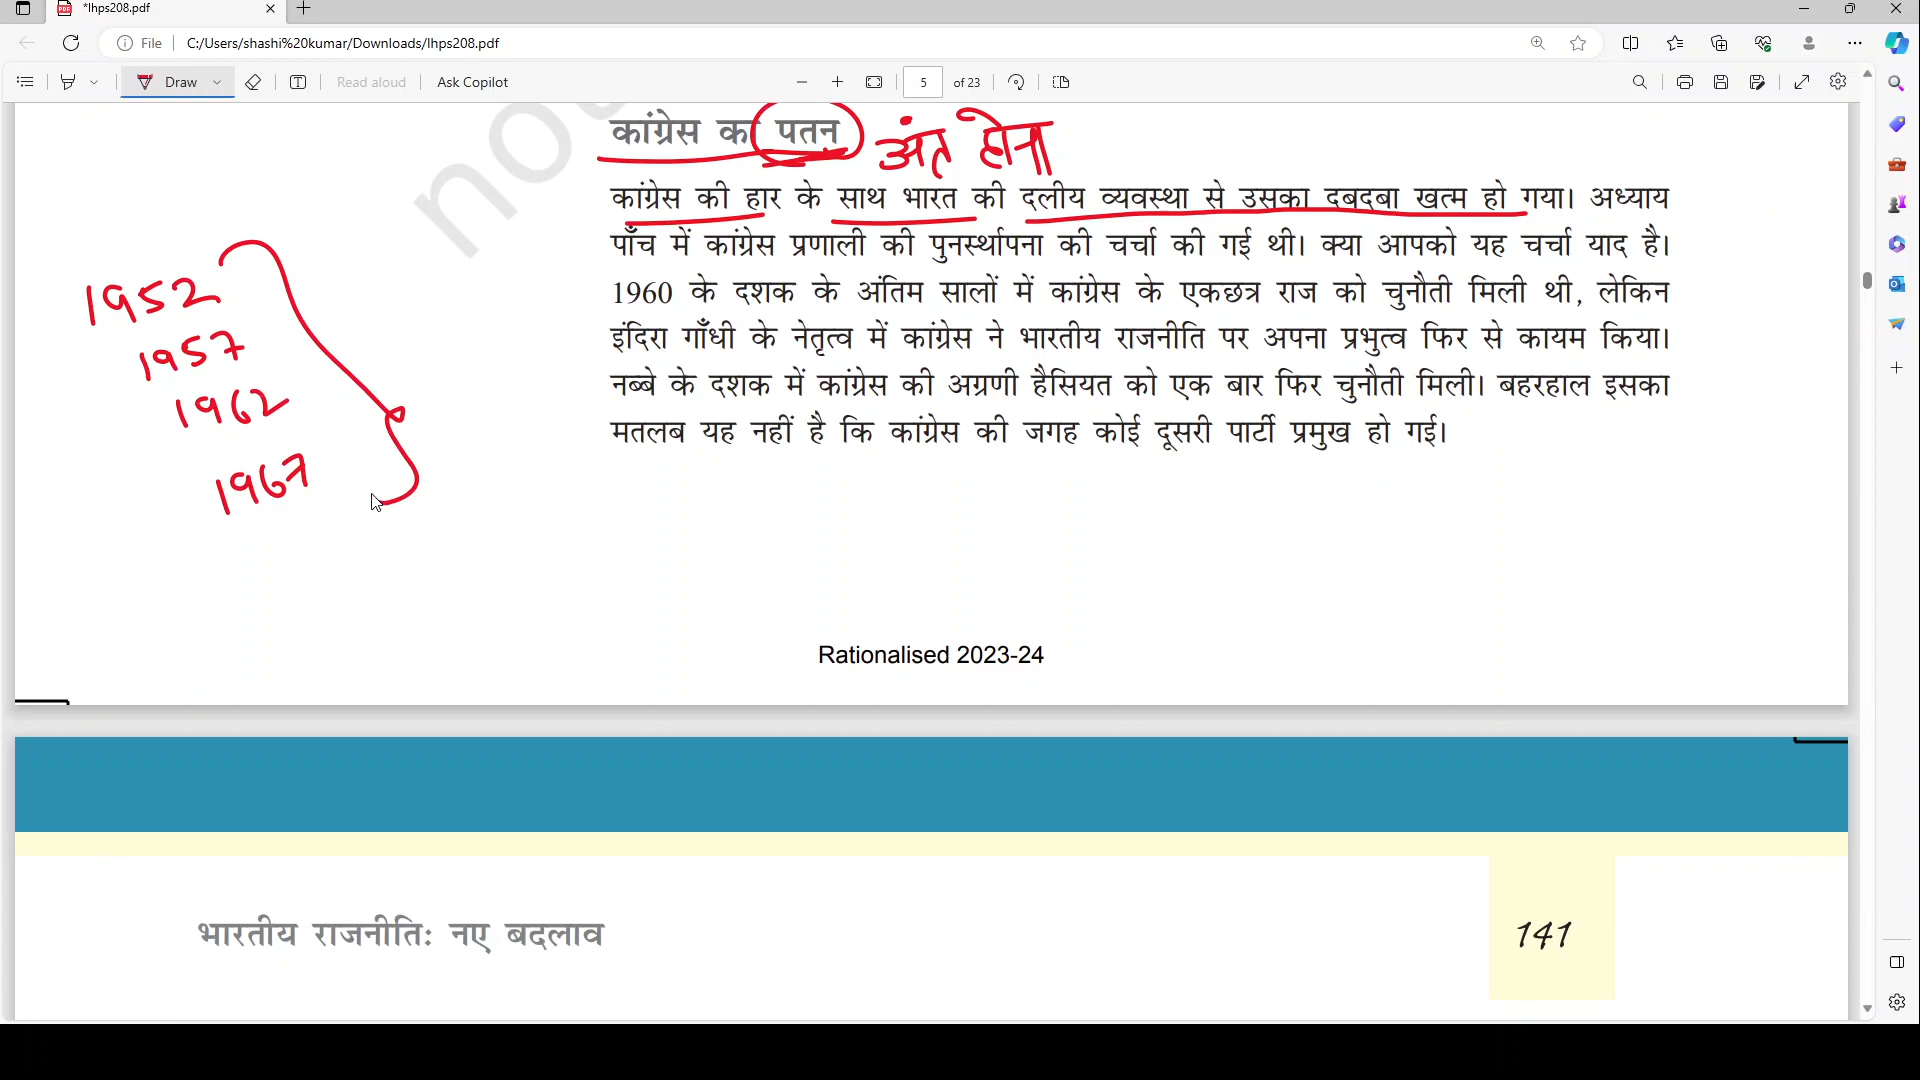 *lhps208.pdf
File C:/Users/shashi%20kumar/Downloads/lhps208.pdf
Draw Read aloud Ask Copilot 5 of 23
कांग्रेस का पतन अंत होना
कांग्रेस की हार के साथ भारत की दलीय व्यवस्था से उसका दबदबा खत्म हो गया। अध्याय
पाँच में कांग्रेस प्रणाली की पुनर्स्थापना की चर्चा की गई थी। क्या आपको यह चर्चा याद है।
1960 के दशक के अंतिम सालों में कांग्रेस के एकछत्र राज को चुनौती मिली थी, लेकिन
इंदिरा गाँधी के नेतृत्व में कांग्रेस ने भारतीय राजनीति पर अपना प्रभुत्व फिर से कायम किया।
नब्बे के दशक में कांग्रेस की अग्रणी हैसियत को एक बार फिर चुनौती मिली। बहरहाल इसका
मतलब यह नहीं है कि कांग्रेस की जगह कोई दूसरी पार्टी प्रमुख हो गई।
1952
1957
1962
1967
Rationalised 2023-24
भारतीय राजनीतिः नए बदलाव 141